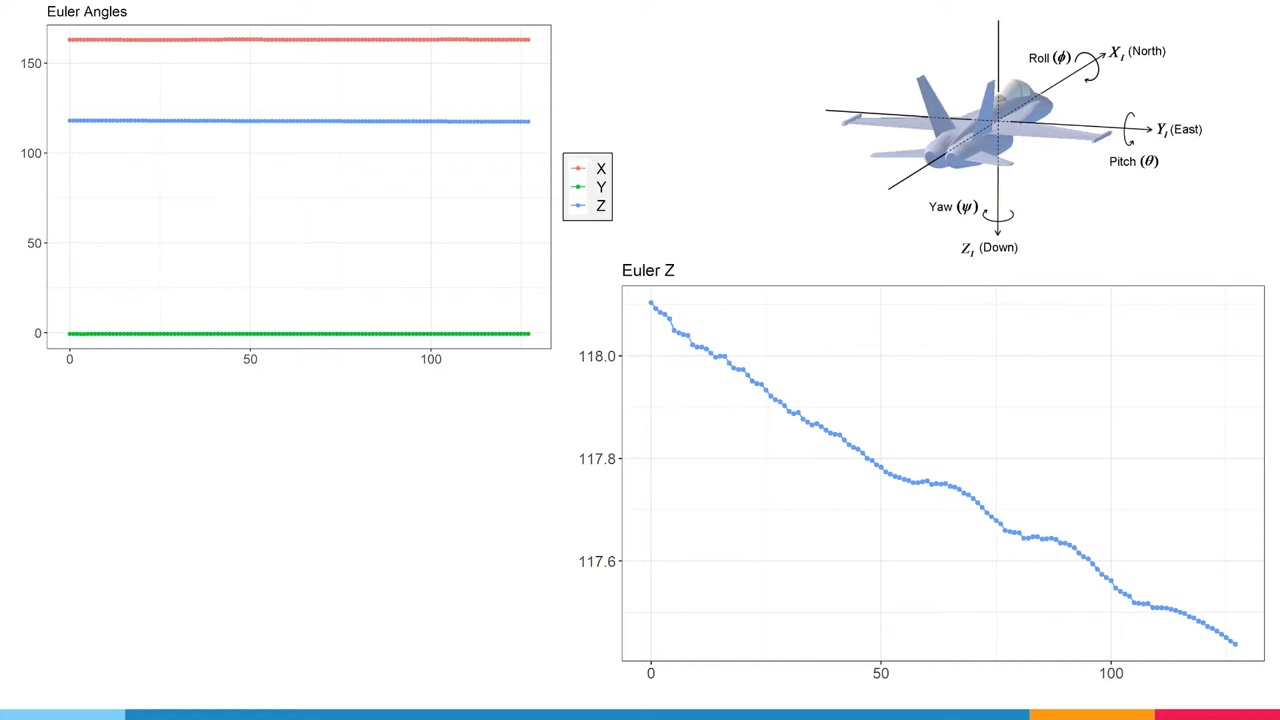 Euler Angles
150
100
50
0
0 50 100
X
Y
Z
Roll (ϕ)
X_I (North)
Y_I (East)
Pitch (θ)
Yaw (ψ)
Z_I (Down)
Euler Z
118.0
117.8
117.6
0 50 100